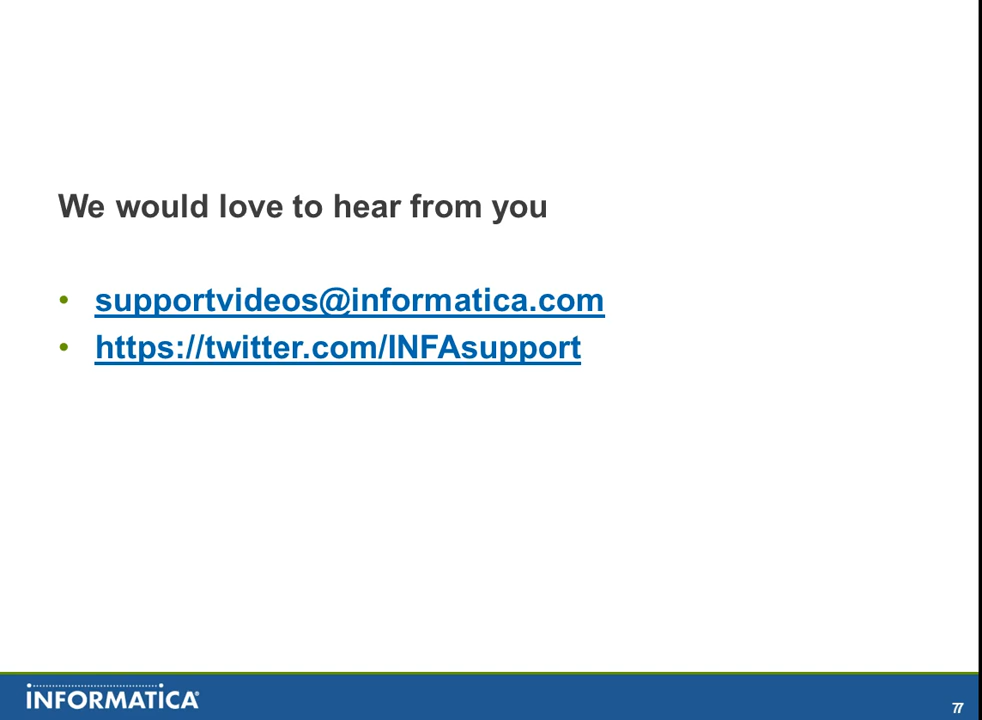 We would love to hear from you
• supportvideos@informatica.com
• https://twitter.com/INFAsupport
INFORMATICA®
77